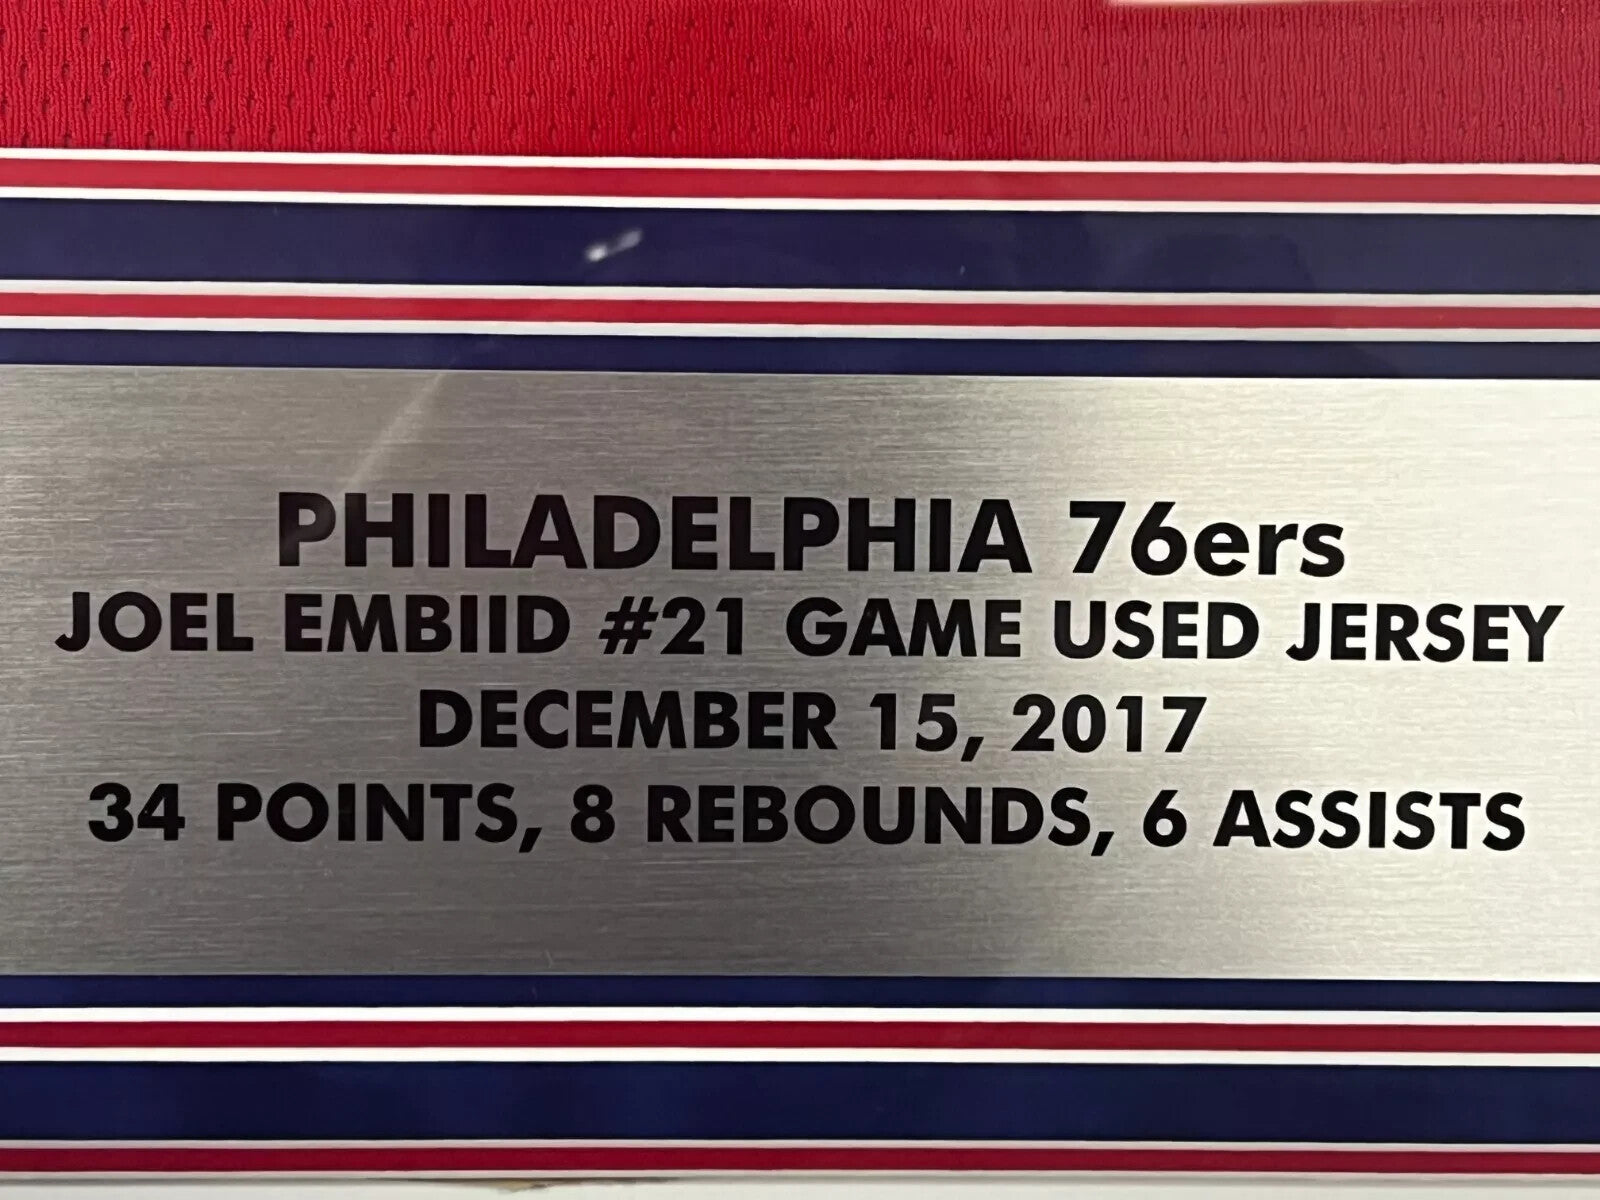 PHILADELPHIA 76ers
JOEL EMBIID #21 GAME USED JERSEY
DECEMBER 15, 2017
34 POINTS, 8 REBOUNDS, 6 ASSISTS